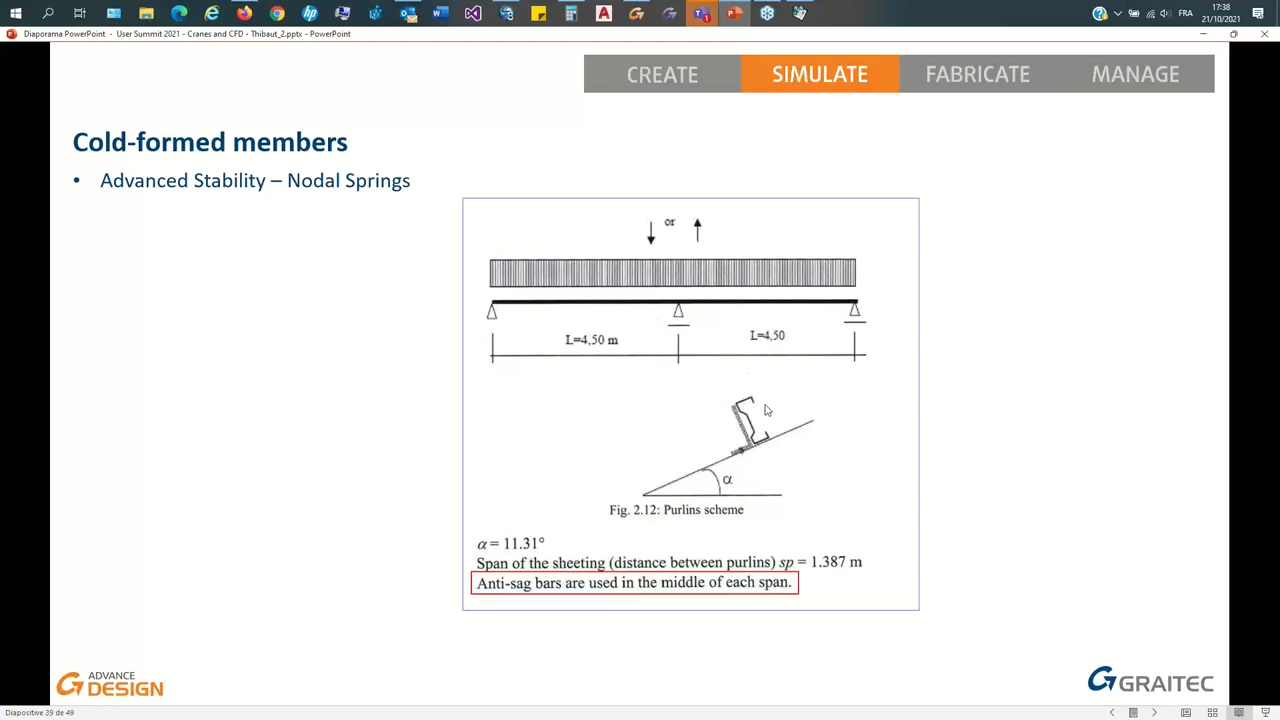 17:38
FRA
21/10/2021
Diaporama PowerPoint - User Summit 2021 - Cranes and CFD - Thibaut_2.pptx - PowerPoint
CREATE SIMULATE FABRICATE MANAGE
Cold-formed members
• Advanced Stability – Nodal Springs
or
L=4,50 m
L=4,50
α
Fig. 2.12: Purlins scheme
α = 11.31°
Span of the sheeting (distance between purlins) sp = 1.387 m
Anti-sag bars are used in the middle of each span.
ADVANCE
DESIGN
GRAITEC
Diapositive 39 de 49